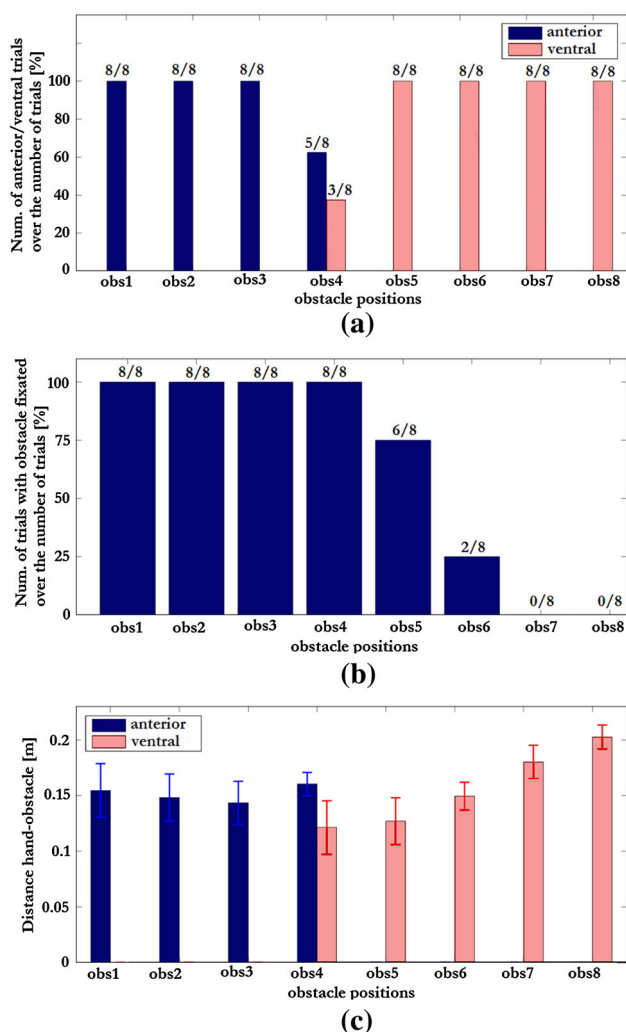 Num. of anterior/ventral trials
over the number of trials [%]
100
80
60
40
20
0
8/8 8/8 8/8 5/8 3/8 8/8 8/8 8/8 8/8
anterior
ventral
obs1 obs2 obs3 obs4 obs5 obs6 obs7 obs8
obstacle positions
(a)
Num. of trials with obstacle fixated
over the number of trials [%]
100
75
50
25
0
8/8 8/8 8/8 8/8 6/8 2/8 0/8 0/8
obs1 obs2 obs3 obs4 obs5 obs6 obs7 obs8
obstacle positions
(b)
Distance hand-obstacle [m]
0.2
0.15
0.1
0.05
0
anterior
ventral
obs1 obs2 obs3 obs4 obs5 obs6 obs7 obs8
obstacle positions
(c)